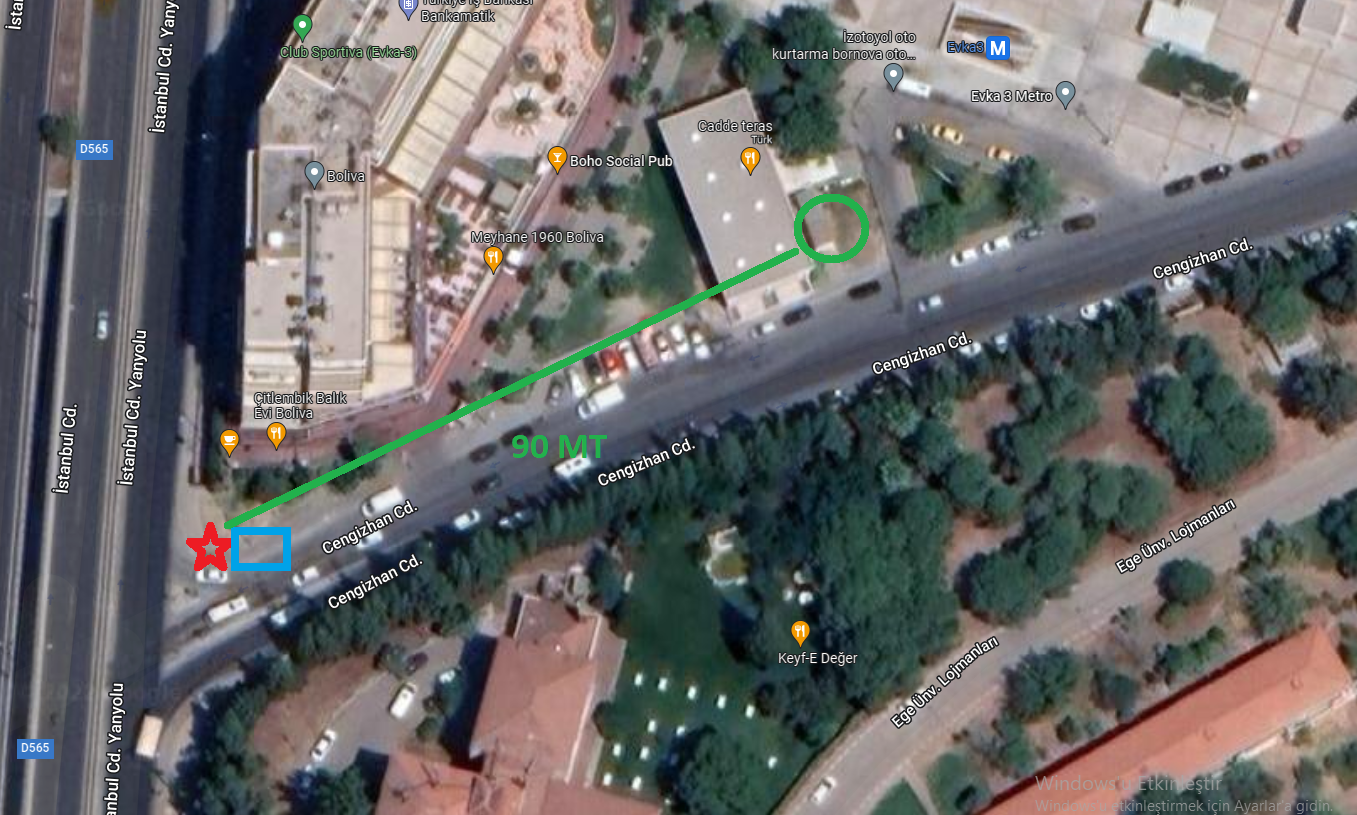 İstanbul Cd. Yanyolu
Türkiye İş Bankası
Bankamatik
Club Sportiva (Evka-3)
İzotoyol oto
kurtarma bornova oto...
Evka3
M
Evka 3 Metro
D565
Cadde teras
Türk
Boho Social Pub
Boliva
Meyhane 1960 Boliva
Cengizhan Cd.
Cengizhan Cd.
İstanbul Cd. Yanyolu
Çitlembik Balık
Evi Boliva
İstanbul Cd.
90 MT
Cengizhan Cd.
Cengizhan Cd.
Cengizhan Cd.
Ege Ünv. Lojmanları
Keyf-E Değer
Ege Ünv. Lojmanları
D565
İstanbul Cd. Yanyolu
Windows'u Etkinleştir
Windows'u etkinleştirmek için Ayarlar'a gidin.